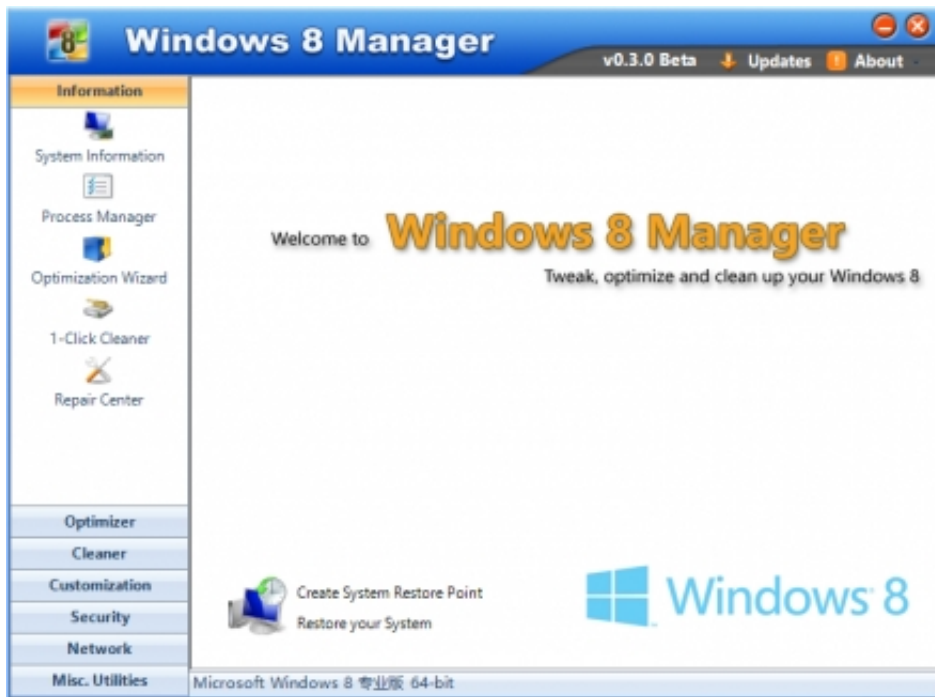 Windows 8 Manager
v0.3.0 Beta Updates About
Information
System Information
Process Manager
Optimization Wizard
1-Click Cleaner
Repair Center
Optimizer
Cleaner
Customization
Security
Network
Misc. Utilities
Welcome to Windows 8 Manager
Tweak, optimize and clean up your Windows 8
Create System Restore Point
Restore your System
Windows 8
Microsoft Windows 8 专业版 64-bit